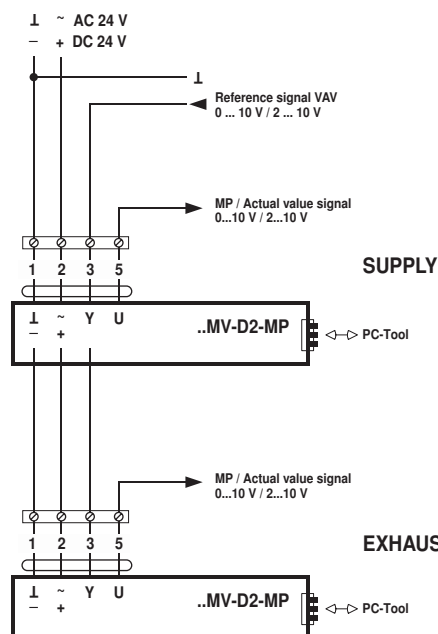 ⊥ ~ AC 24 V
– + DC 24 V
⊥
Reference signal VAV
0 ... 10 V / 2 ... 10 V
MP / Actual value signal
0...10 V / 2...10 V
1 2 3 5
SUPPLY
⊥ ~ Y U
– +
..MV-D2-MP
PC-Tool
MP / Actual value signal
0...10 V / 2...10 V
1 2 3 5
EXHAUS
⊥ ~ Y U
– +
..MV-D2-MP
PC-Tool